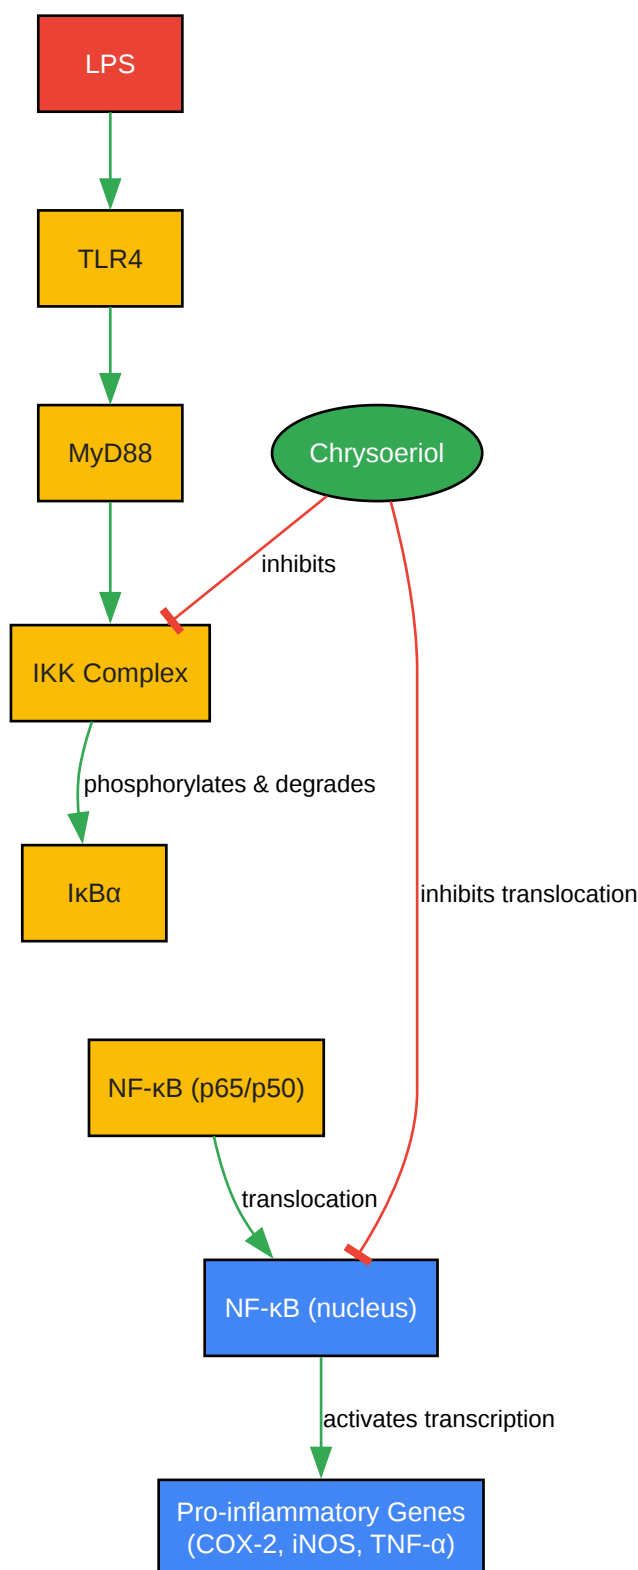 LPS
TLR4
MyD88
Chrysoeriol
inhibits
IKK Complex
phosphorylates & degrades
IκBα
inhibits translocation
NF-κB (p65/p50)
translocation
NF-κB (nucleus)
activates transcription
Pro-inflammatory Genes
(COX-2, iNOS, TNF-α)